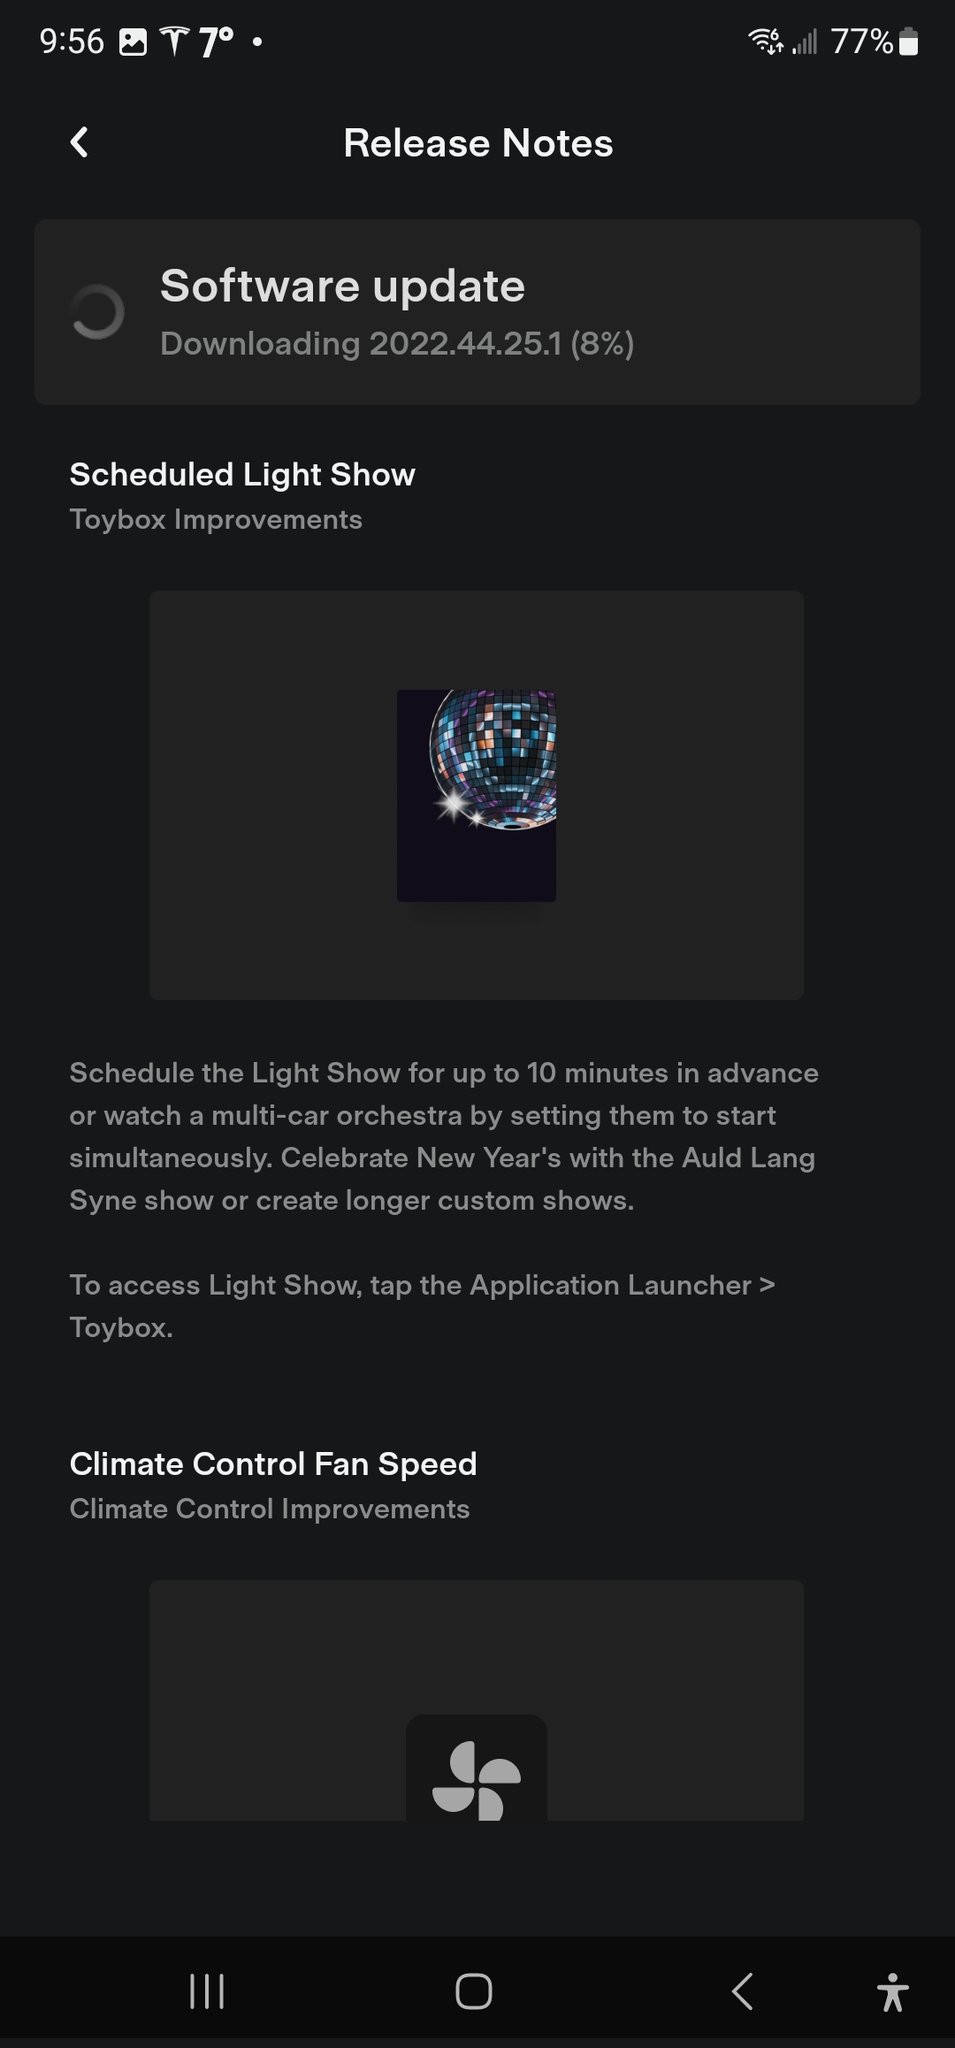 9:56 7° 77%
Release Notes
Software update
Downloading 2022.44.25.1 (8%)
Scheduled Light Show
Toybox Improvements
Schedule the Light Show for up to 10 minutes in advance
or watch a multi-car orchestra by setting them to start
simultaneously. Celebrate New Year's with the Auld Lang
Syne show or create longer custom shows.
To access Light Show, tap the Application Launcher >
Toybox.
Climate Control Fan Speed
Climate Control Improvements